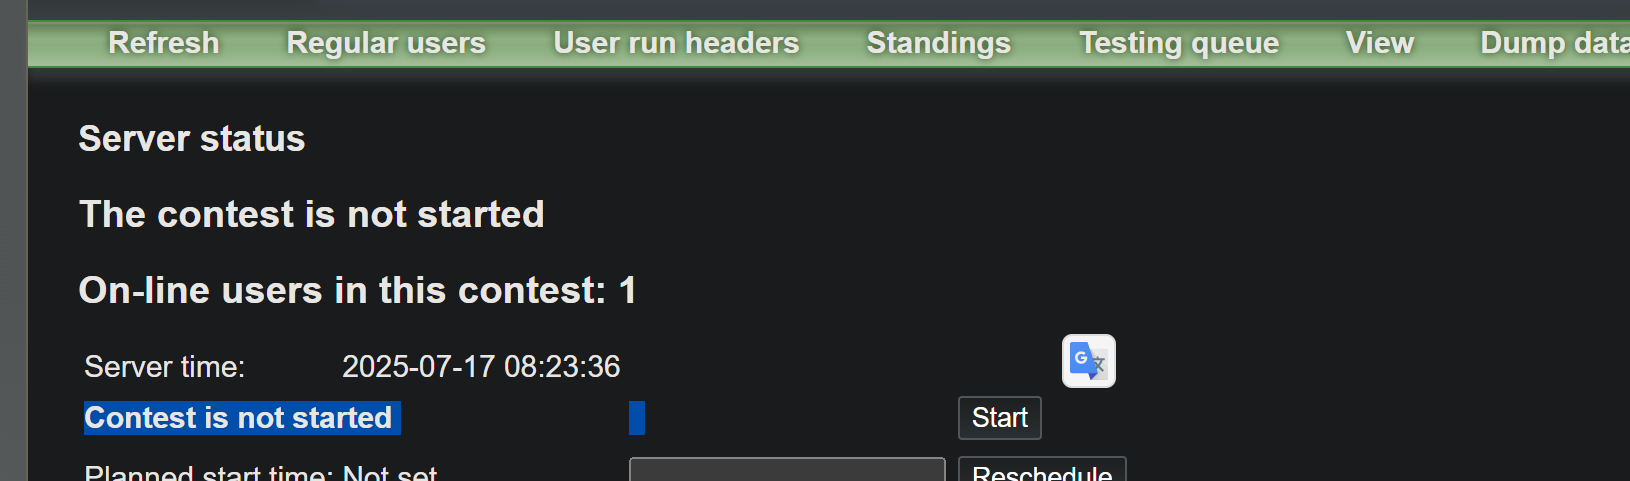 Refresh Regular users User run headers Standings Testing queue View Dump data
Server status
The contest is not started
On-line users in this contest: 1
Server time: 2025-07-17 08:23:36
G 文
Contest is not started Start
Planned start time: Not set Reschedule